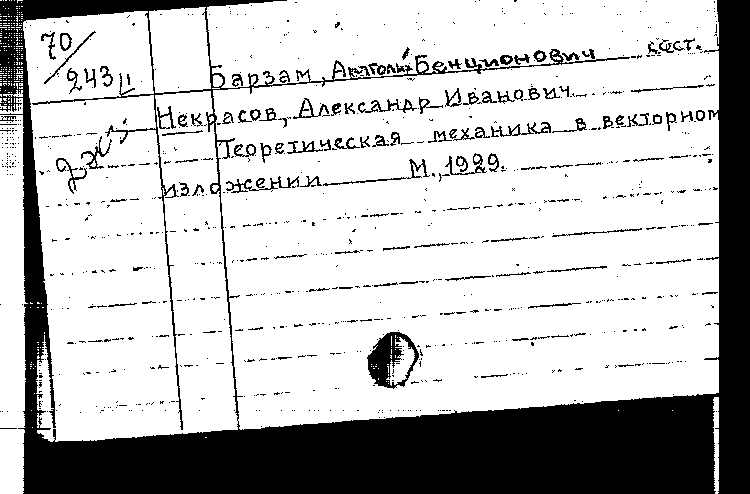 70/243 II
Барзам, Анатолий Бенционович сост.
Некрасов, Александр Иванович
Теоретическая механика в векторном
изложении М., 1929.